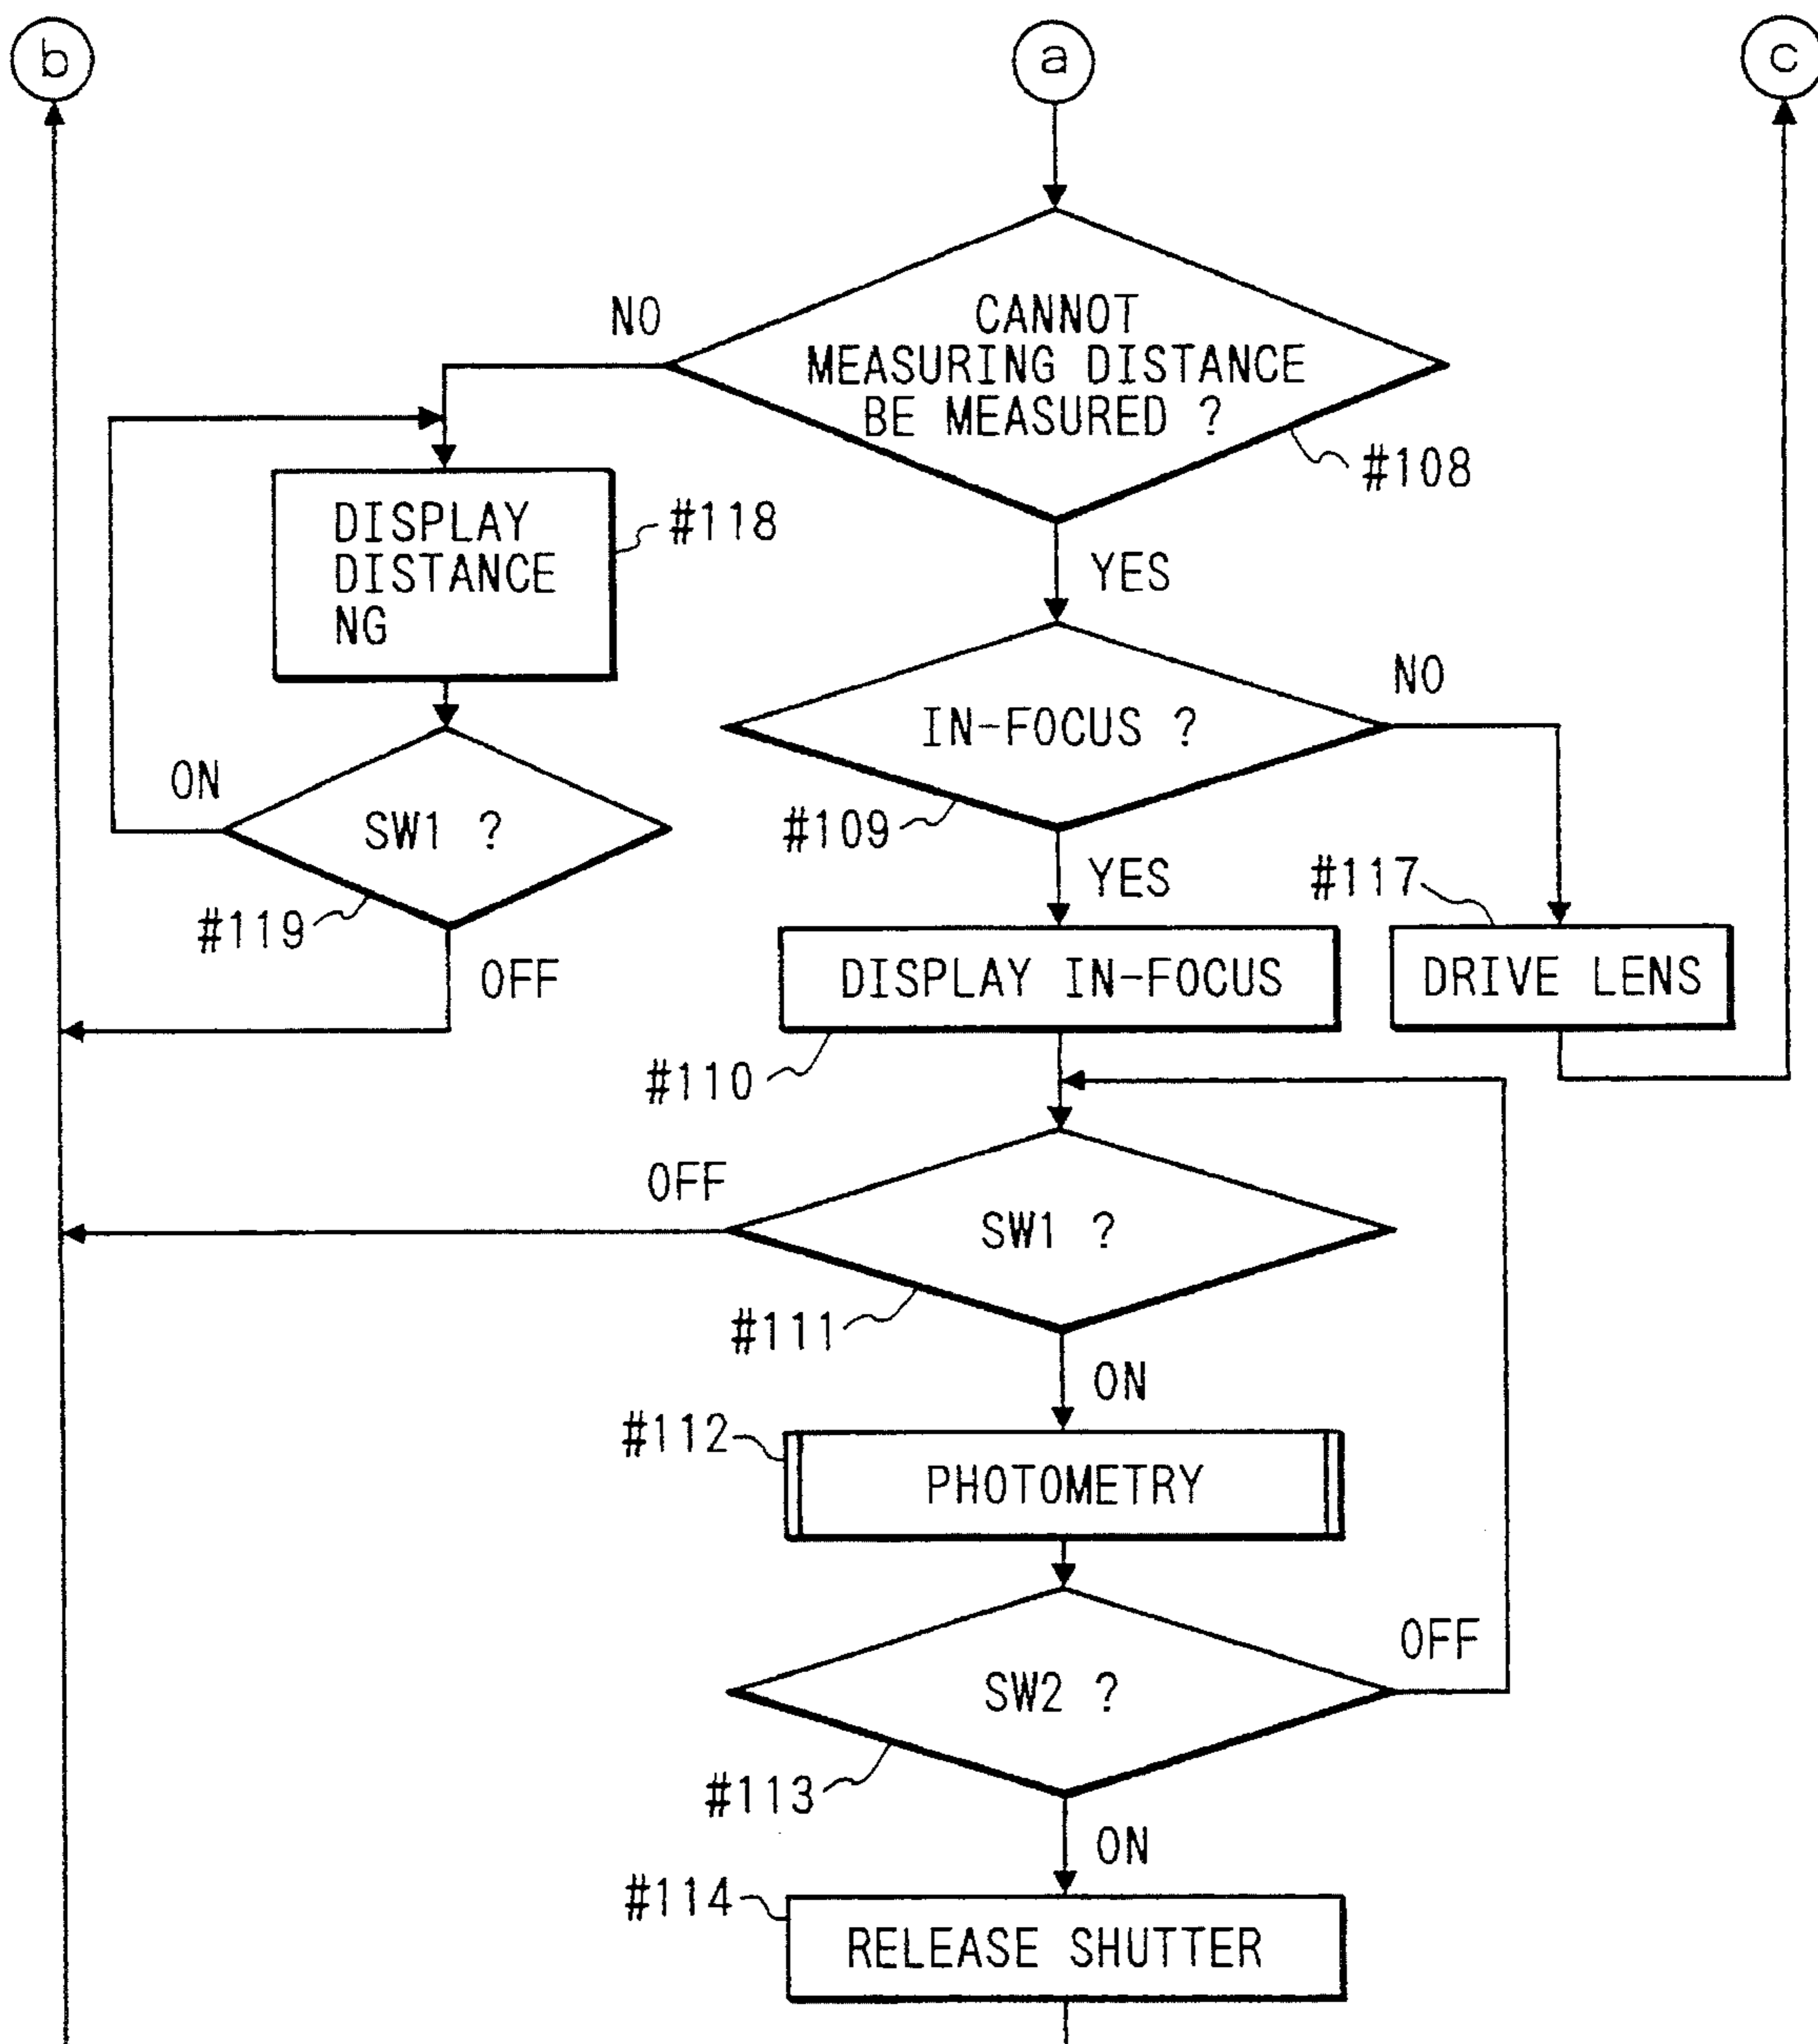 b
a
c
NO
CANNOT
MEASURING DISTANCE
BE MEASURED ?
#108
DISPLAY
DISTANCE
NG
#118
YES
IN-FOCUS ?
NO
#109
ON
SW1 ?
#119
OFF
YES
#117
DISPLAY IN-FOCUS
DRIVE LENS
#110
OFF
SW1 ?
#111
ON
#112
PHOTOMETRY
SW2 ?
OFF
#113
ON
#114
RELEASE SHUTTER